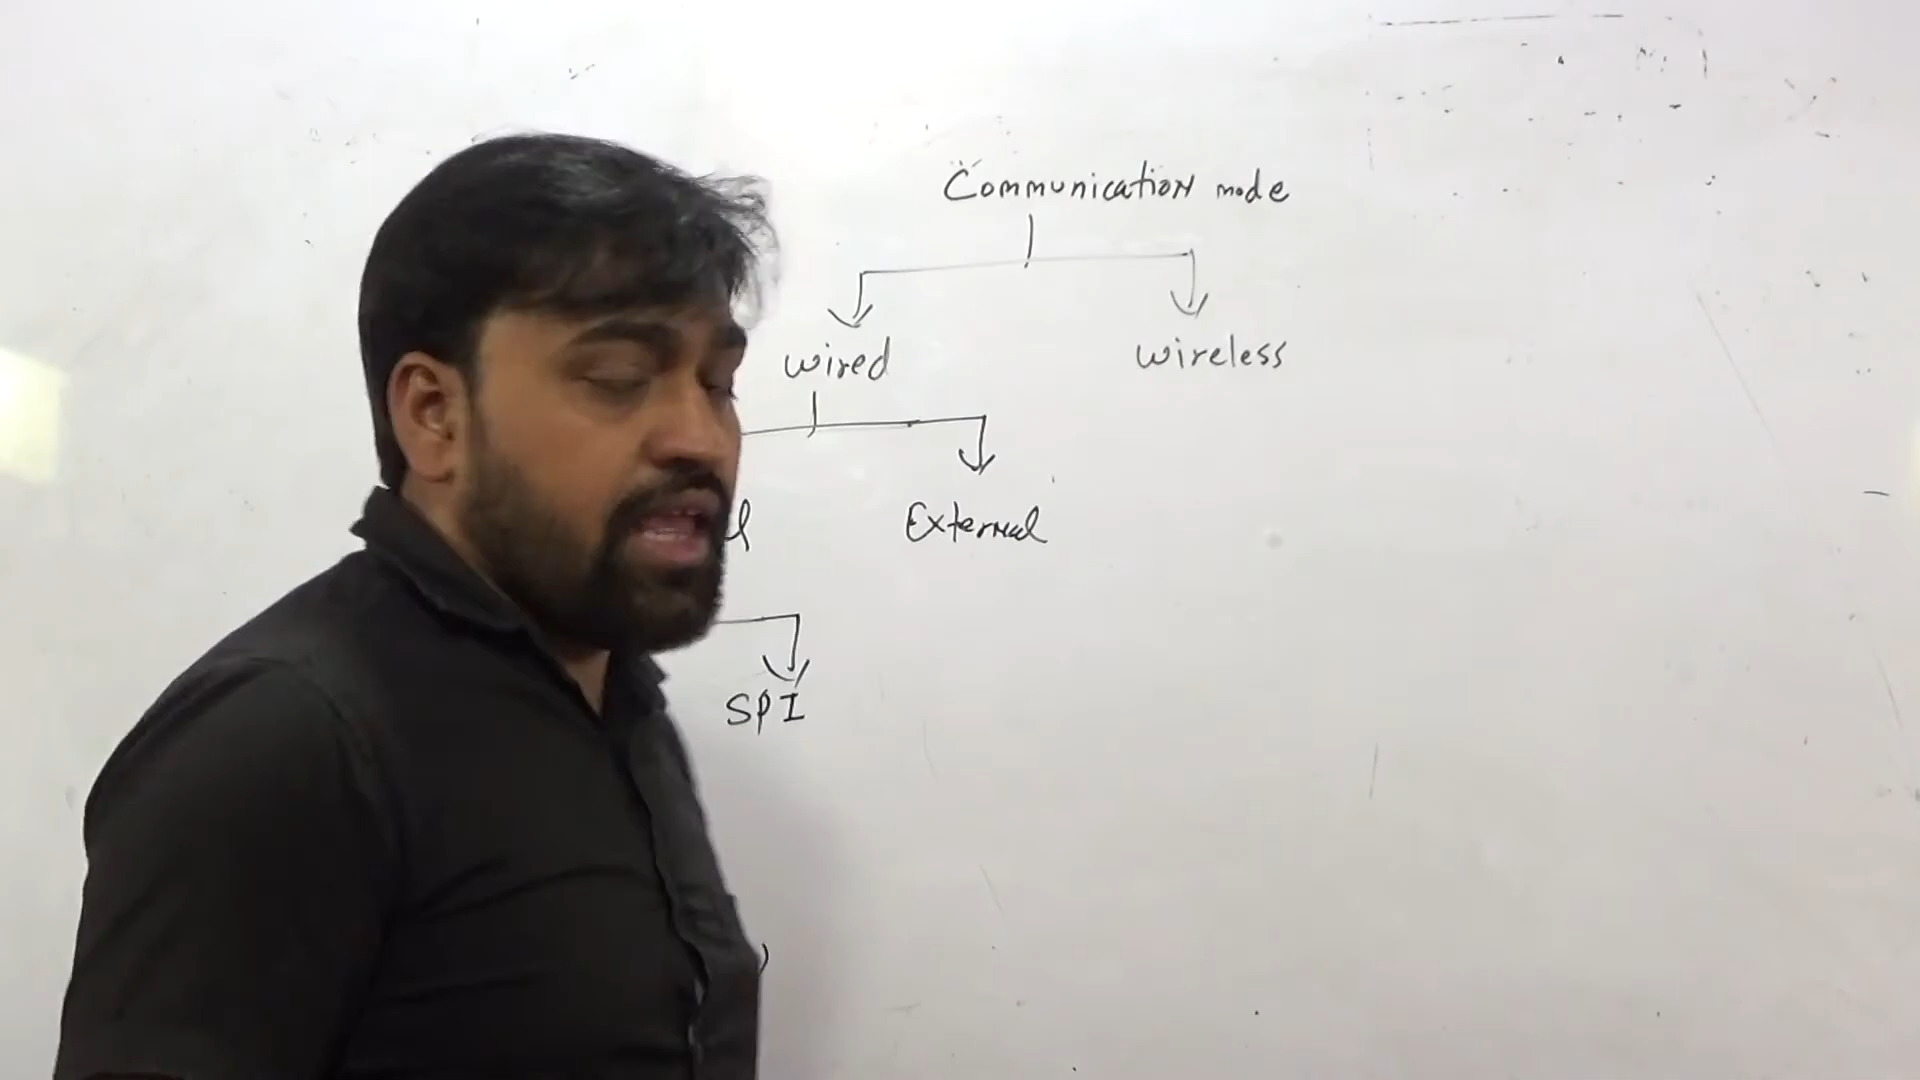 Communication mode
wired wireless
External
SPI